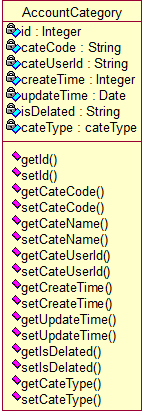 AccountCategory
id : Integer
cateCode : String
cateUserId : String
createTime : Integer
updateTime : Date
isDelated : String
cateType : cateType
getId()
setId()
getCateCode()
setCateCode()
getCateName()
setCateName()
getCateUserId()
setCateUserId()
getCreateTime()
setCreateTime()
getUpdateTime()
setUpdateTime()
getIsDelated()
setIsDelated()
getCateType()
setCateType()